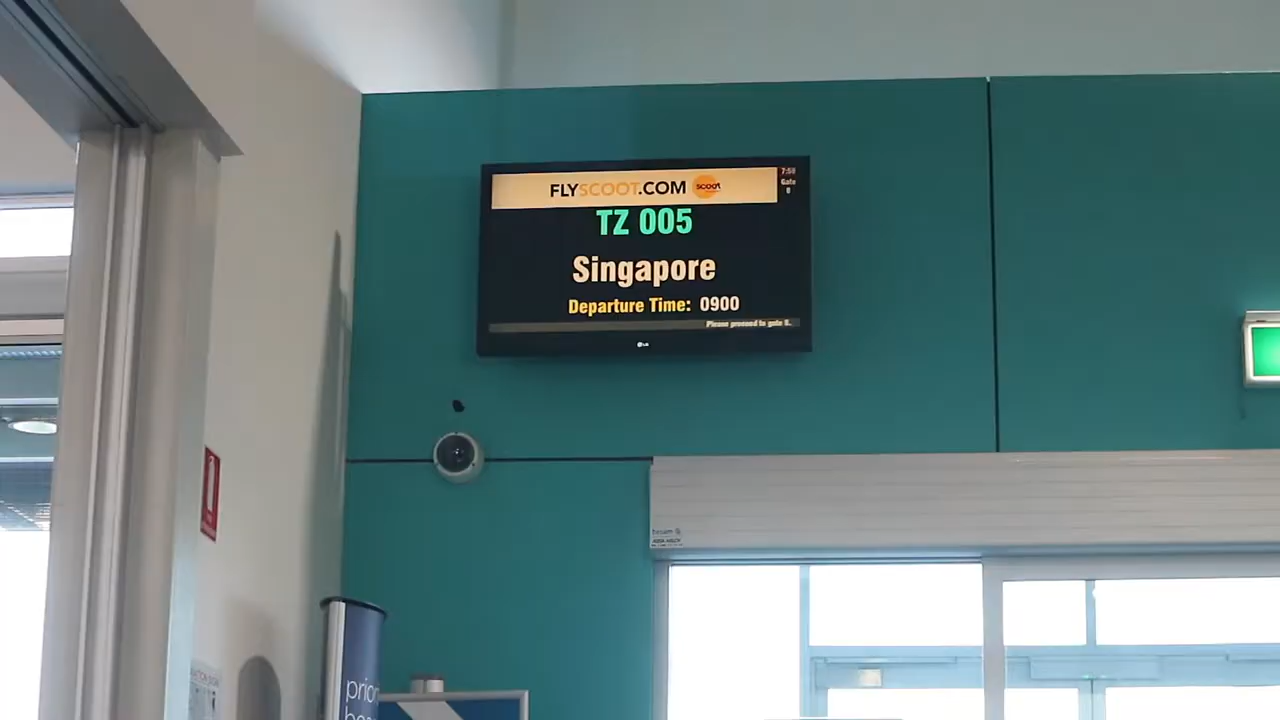 FLYSCOOT.COM scoot
7:58
Gate
8
TZ 005
Singapore
Departure Time: 0900
Please proceed to gate 8.
LG
prior